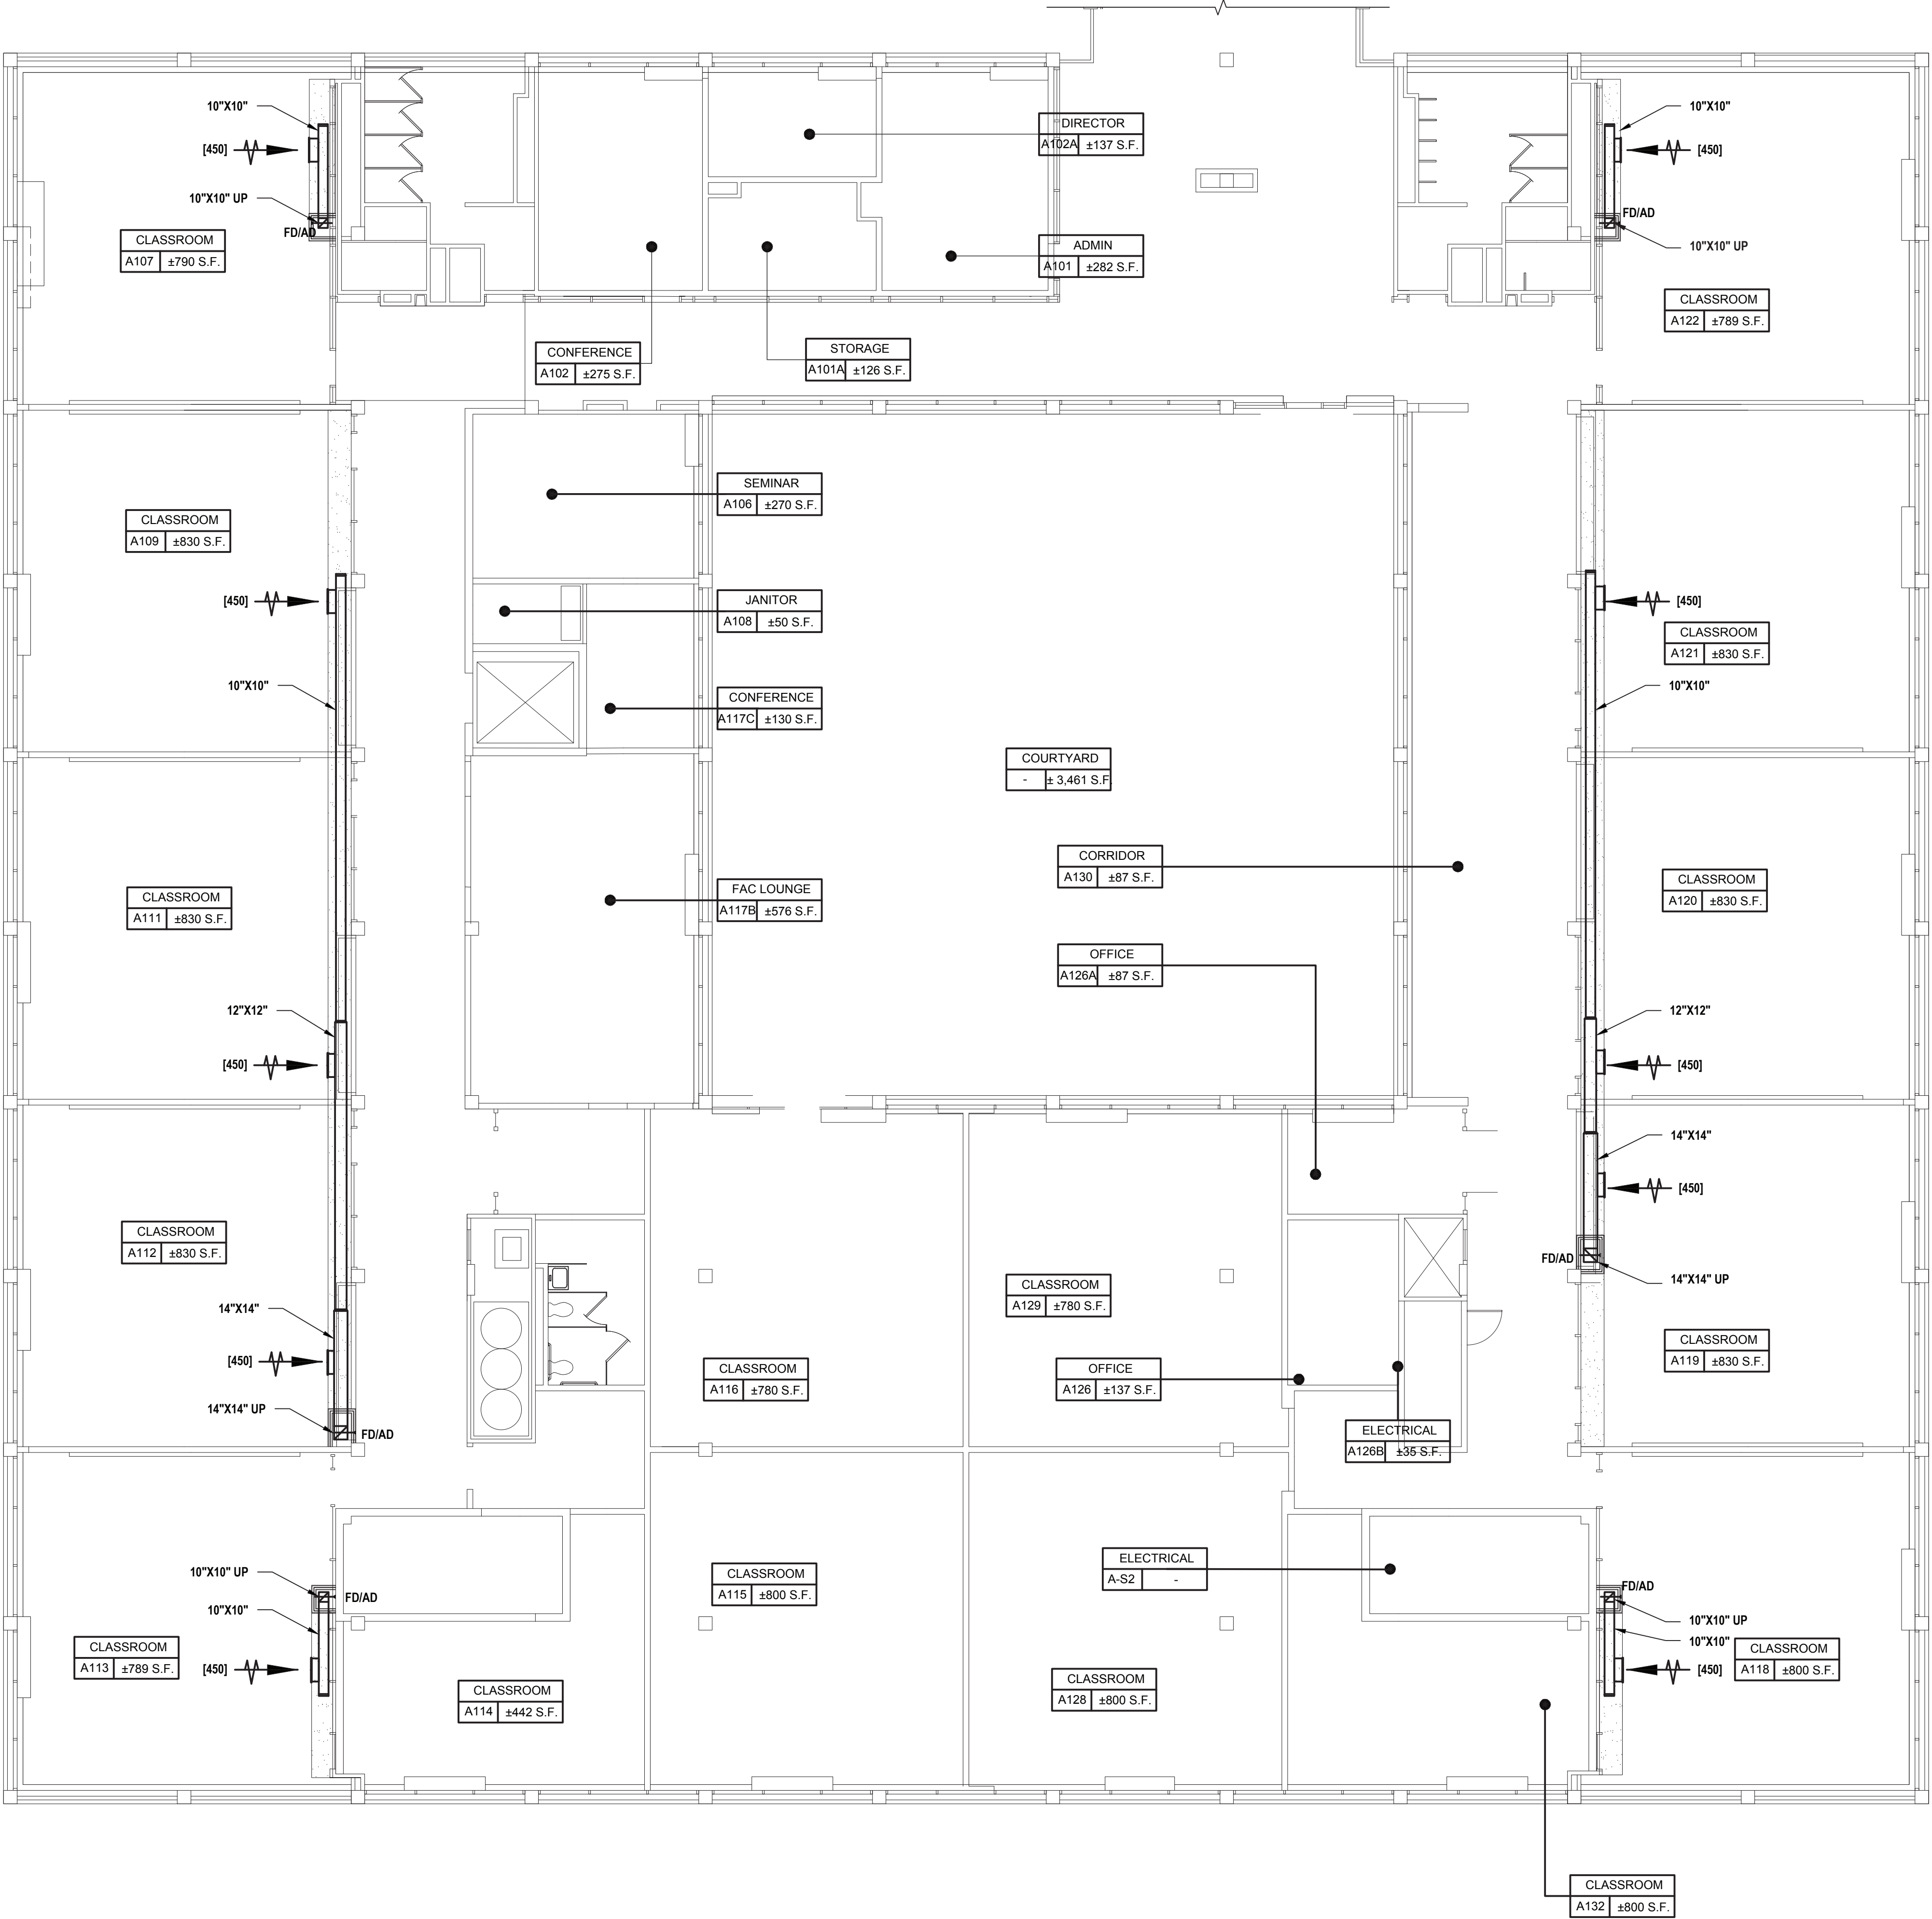 DIRECTOR
A102A ±137 S.F.
10"X10"
[450]
10"X10" UP
FD/AD
CLASSROOM
A107 ±790 S.F.
ADMIN
A101 ±282 S.F.
10"X10"
[450]
FD/AD
10"X10" UP
CLASSROOM
A122 ±789 S.F.
CONFERENCE
A102 ±275 S.F.
STORAGE
A101A ±126 S.F.
SEMINAR
A106 ±270 S.F.
CLASSROOM
A109 ±830 S.F.
[450]
10"X10"
JANITOR
A108 ±50 S.F.
CONFERENCE
A117C ±130 S.F.
[450]
CLASSROOM
A121 ±830 S.F.
10"X10"
COURTYARD
- ± 3,461 S.F.
CORRIDOR
A130 ±87 S.F.
CLASSROOM
A111 ±830 S.F.
FAC LOUNGE
A117B ±576 S.F.
CLASSROOM
A120 ±830 S.F.
OFFICE
A126A ±87 S.F.
12"X12"
[450]
12"X12"
[450]
14"X14"
[450]
FD/AD
14"X14" UP
CLASSROOM
A112 ±830 S.F.
14"X14"
[450]
14"X14" UP
FD/AD
CLASSROOM
A129 ±780 S.F.
CLASSROOM
A116 ±780 S.F.
OFFICE
A126 ±137 S.F.
CLASSROOM
A119 ±830 S.F.
ELECTRICAL
A126B ±35 S.F.
10"X10" UP
FD/AD
10"X10"
CLASSROOM
A113 ±789 S.F.
[450]
CLASSROOM
A115 ±800 S.F.
ELECTRICAL
A-S2 -
FD/AD
10"X10" UP
10"X10"
[450]
CLASSROOM
A118 ±800 S.F.
CLASSROOM
A114 ±442 S.F.
CLASSROOM
A128 ±800 S.F.
CLASSROOM
A132 ±800 S.F.